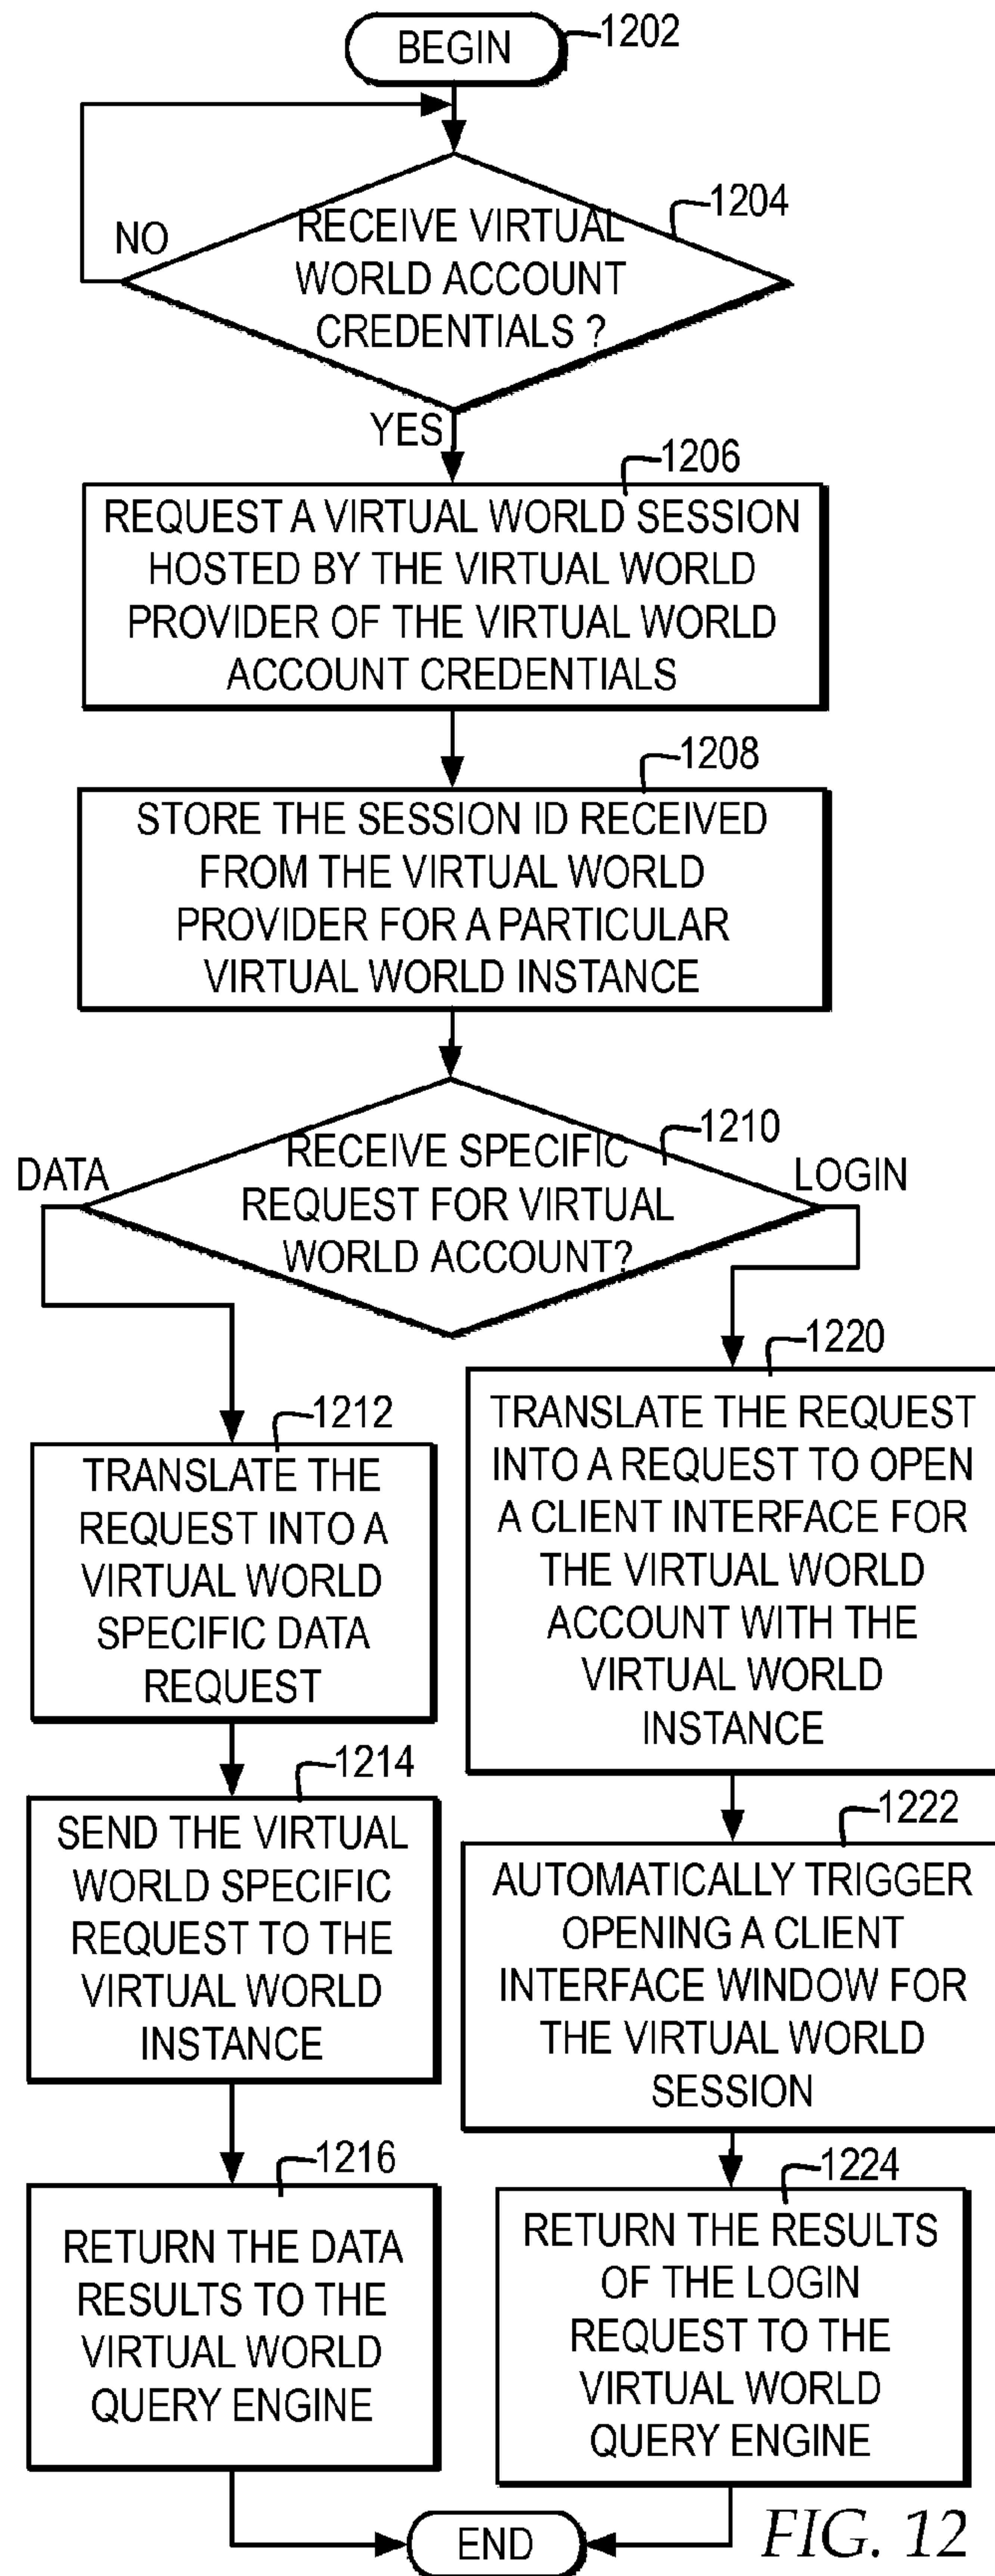 BEGIN
1202
1204
NO
RECEIVE VIRTUAL
WORLD ACCOUNT
CREDENTIALS ?
YES
1206
REQUEST A VIRTUAL WORLD SESSION
HOSTED BY THE VIRTUAL WORLD
PROVIDER OF THE VIRTUAL WORLD
ACCOUNT CREDENTIALS
1208
STORE THE SESSION ID RECEIVED
FROM THE VIRTUAL WORLD
PROVIDER FOR A PARTICULAR
VIRTUAL WORLD INSTANCE
1210
DATA
RECEIVE SPECIFIC
REQUEST FOR VIRTUAL
WORLD ACCOUNT?
LOGIN
1212
TRANSLATE THE
REQUEST INTO A
VIRTUAL WORLD
SPECIFIC DATA
REQUEST
1214
SEND THE VIRTUAL
WORLD SPECIFIC
REQUEST TO THE
VIRTUAL WORLD
INSTANCE
1216
RETURN THE DATA
RESULTS TO THE
VIRTUAL WORLD
QUERY ENGINE
1220
TRANSLATE THE REQUEST
INTO A REQUEST TO OPEN
A CLIENT INTERFACE FOR
THE VIRTUAL WORLD
ACCOUNT WITH THE
VIRTUAL WORLD
INSTANCE
1222
AUTOMATICALLY TRIGGER
OPENING A CLIENT
INTERFACE WINDOW FOR
THE VIRTUAL WORLD
SESSION
1224
RETURN THE RESULTS
OF THE LOGIN
REQUEST TO THE
VIRTUAL WORLD
QUERY ENGINE
END
FIG. 12